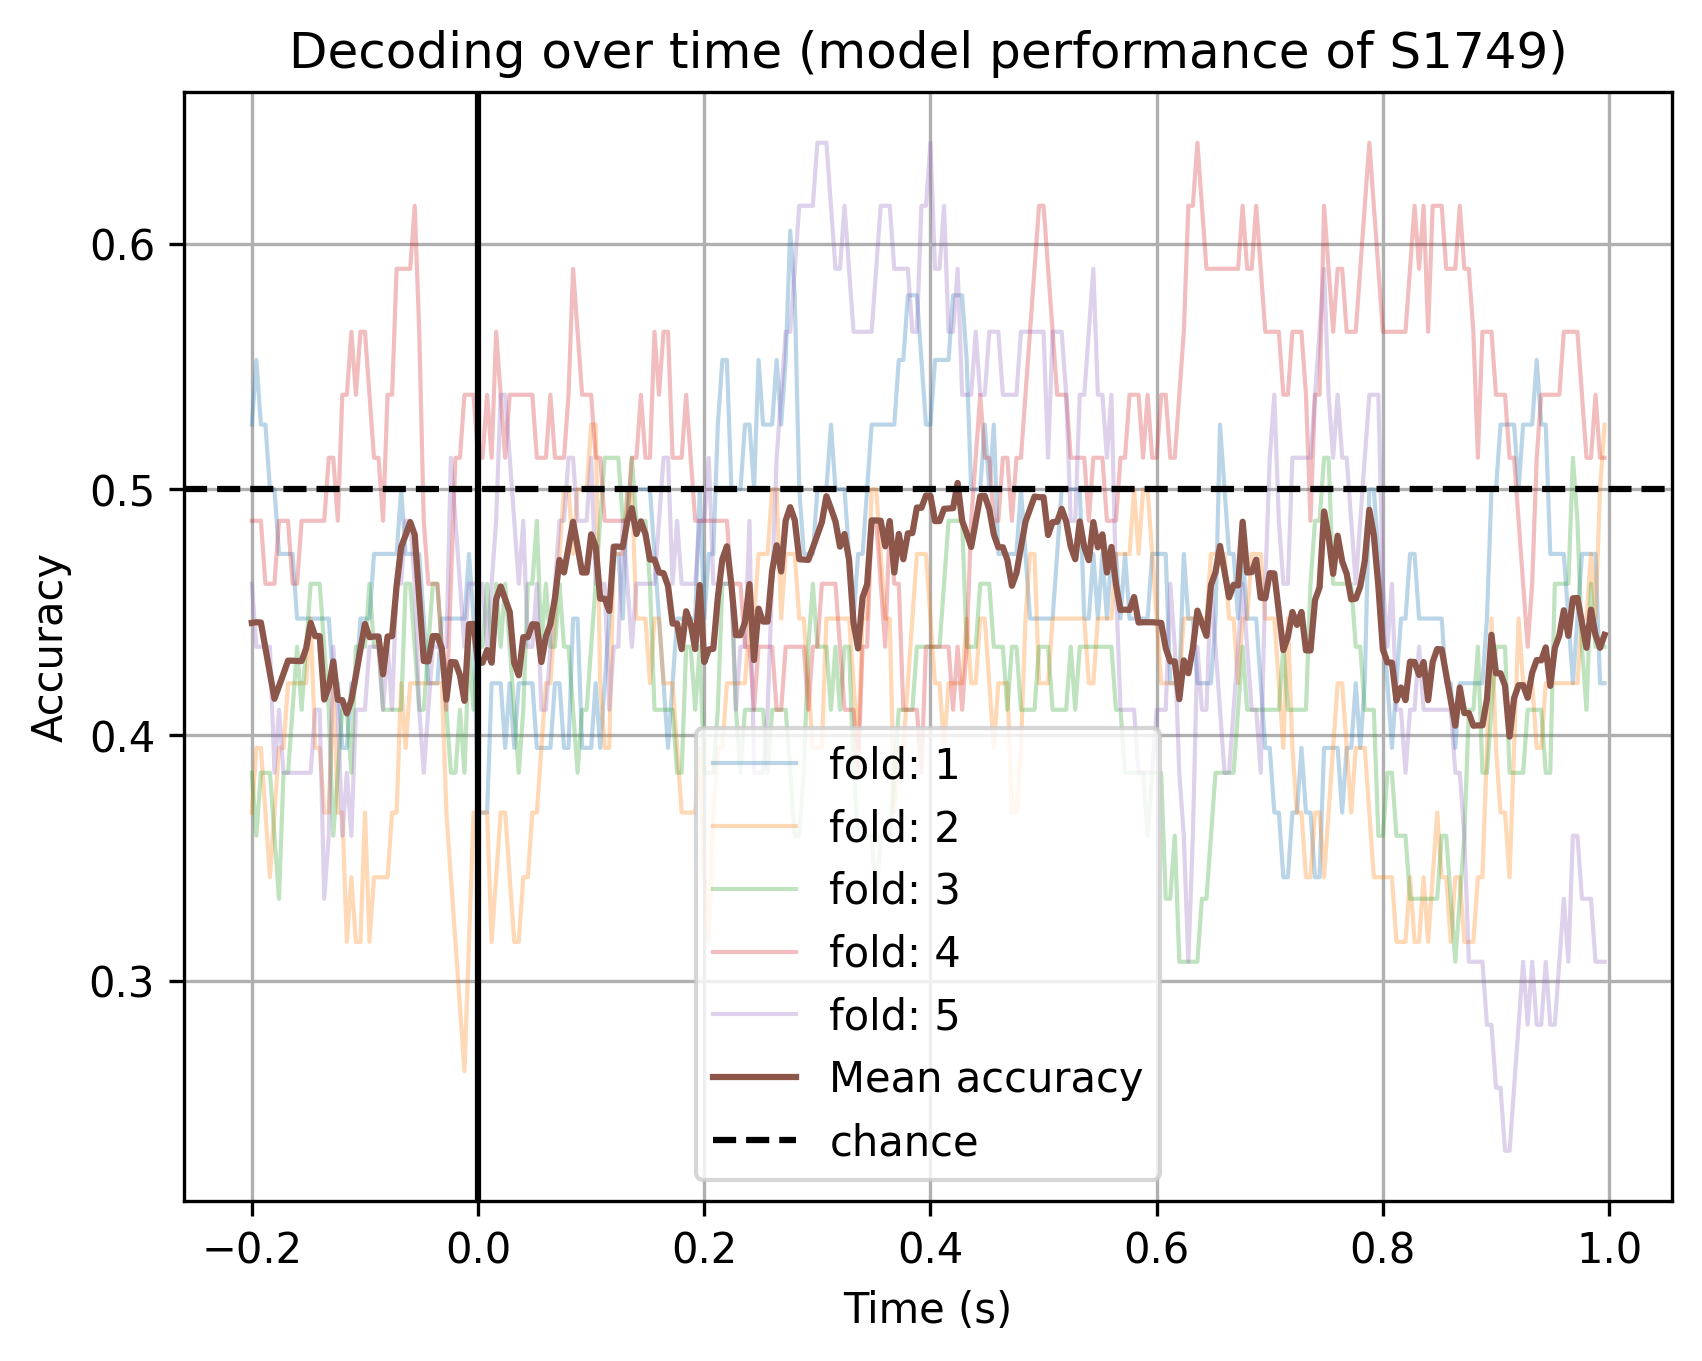 Decoding over time (model performance of S1749)
Accuracy
0.6
0.5
0.4
0.3
fold: 1
fold: 2
fold: 3
fold: 4
fold: 5
Mean accuracy
chance
−0.2 0.0 0.2 0.4 0.6 0.8 1.0
Time (s)